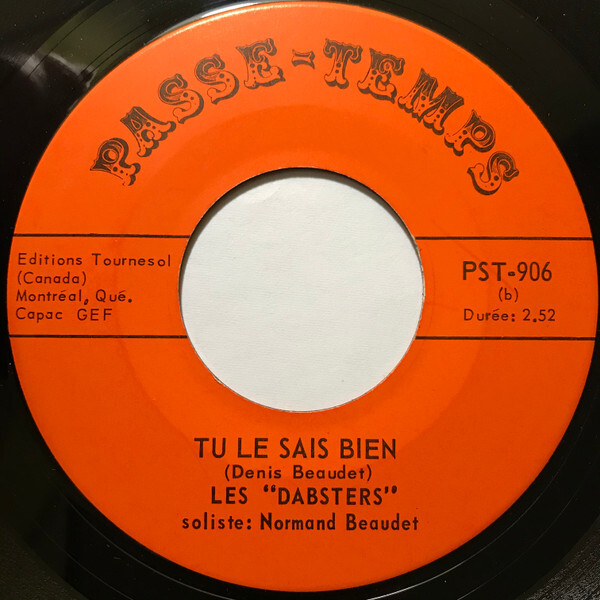 PASSE-TEMPS
Editions Tournesol
(Canada)
Montréal, Qué.
Capac GEF
PST-906
(b)
Durée: 2.52
TU LE SAIS BIEN
(Denis Beaudet)
LES "DABSTERS"
soliste: Normand Beaudet